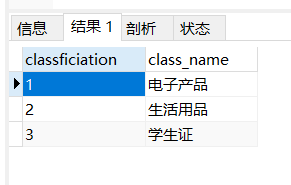 信息 结果 1 剖析 状态
classficiation class_name
1 电子产品
2 生活用品
3 学生证